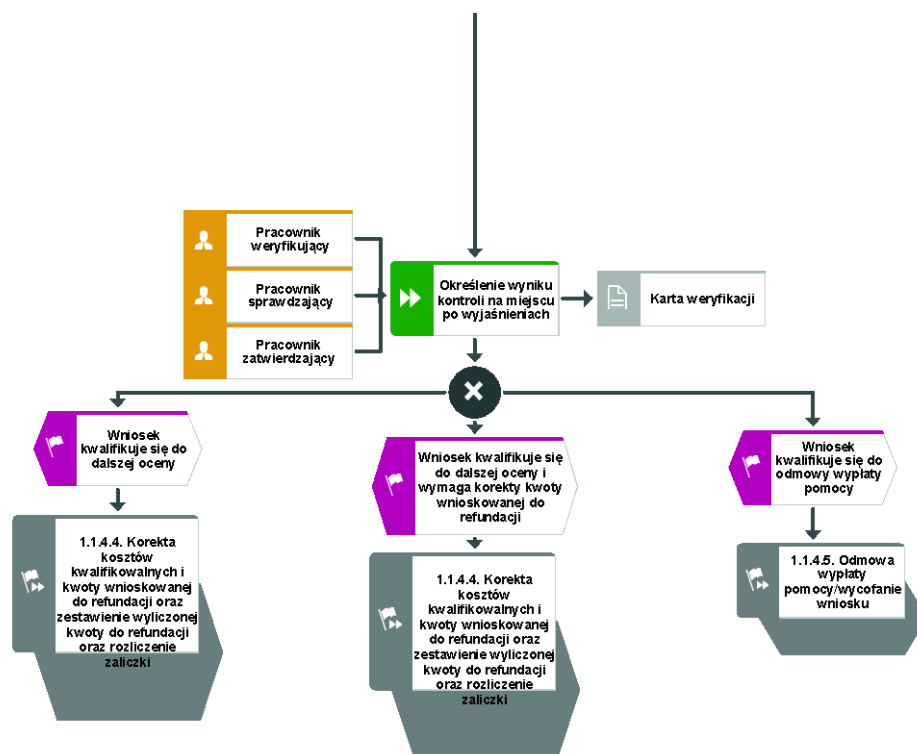 Pracownik
weryfikujący
Pracownik
sprawdzający
Pracownik
zatwierdzający
Określenie wyniku
kontroli na miejscu
po wyjaśnieniach
Karta weryfikacji
Wniosek
kwalifikuje się do
dalszej oceny
Wniosek kwalifikuje się
do dalszej oceny i
wymaga korekty kwoty
wnioskowanej do
refundacji
Wniosek
kwalifikuje się do
odmowy wypłaty
pomocy
1.1.4.4. Korekta
kosztów
kwalifikowalnych i
kwoty wnioskowanej
do refundacji oraz
zestawienie wyliczonej
kwoty do refundacji
oraz rozliczenie
zaliczki
1.1.4.4. Korekta
kosztów
kwalifikowalnych i
kwoty wnioskowanej
do refundacji oraz
zestawienie wyliczonej
kwoty do refundacji
oraz rozliczenie
zaliczki
1.1.4.5. Odmowa
wypłaty
pomocy/wycofanie
wniosku